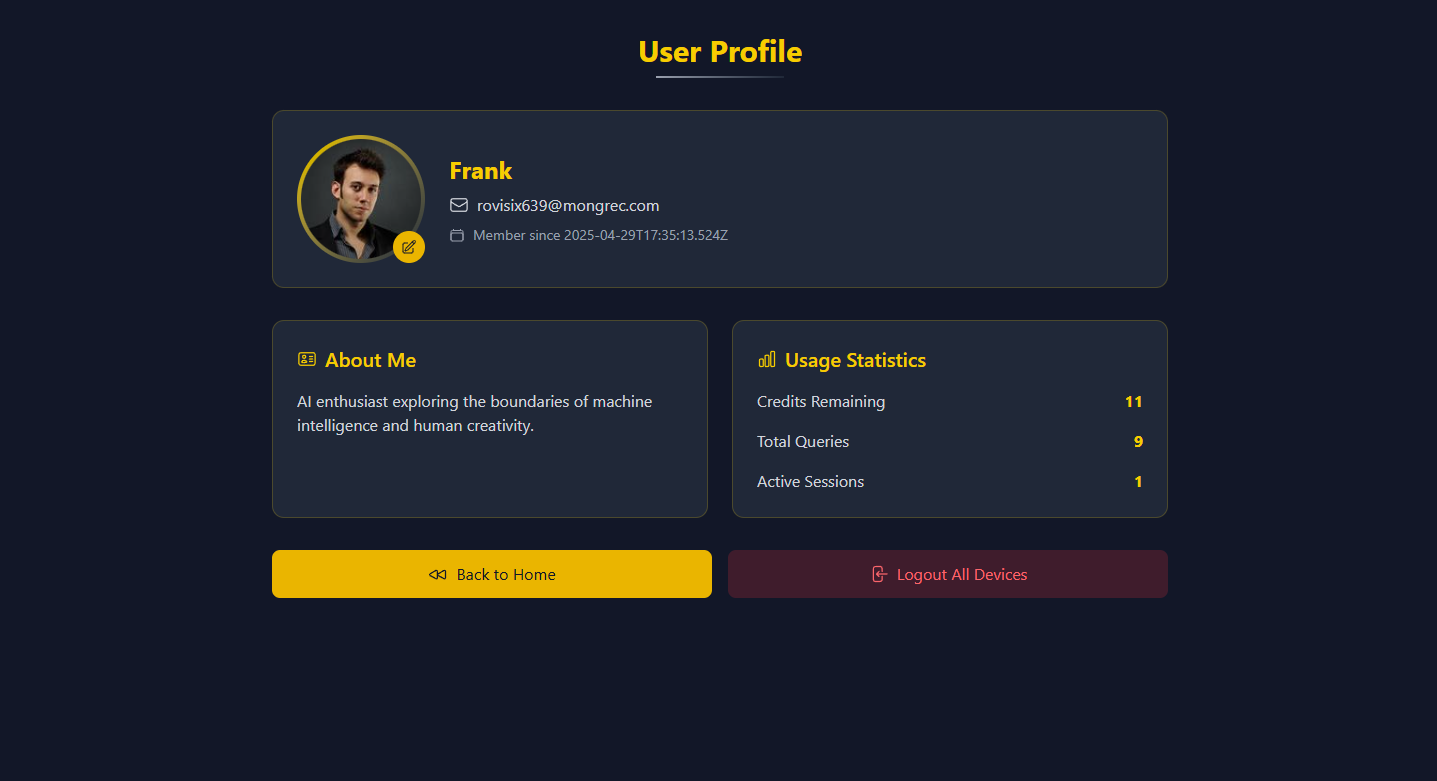 User Profile
Frank
rovisix639@mongrec.com
Member since 2025-04-29T17:35:13.524Z
About Me
AI enthusiast exploring the boundaries of machine
intelligence and human creativity.
Usage Statistics
Credits Remaining 11
Total Queries 9
Active Sessions 1
Back to Home
Logout All Devices